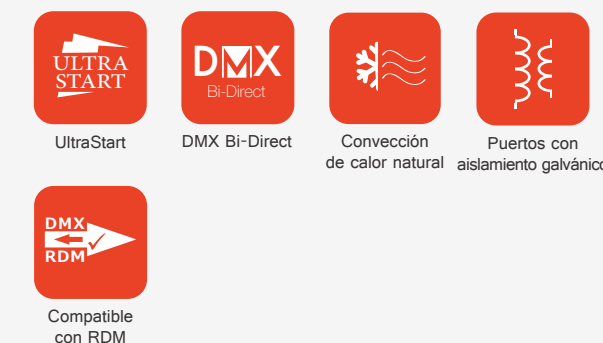 ULTRA
START
UltraStart
DMX
Bi-Direct
DMX Bi-Direct
Convección
de calor natural
Puertos con
aislamiento galvánico
DMX
RDM
Compatible
con RDM